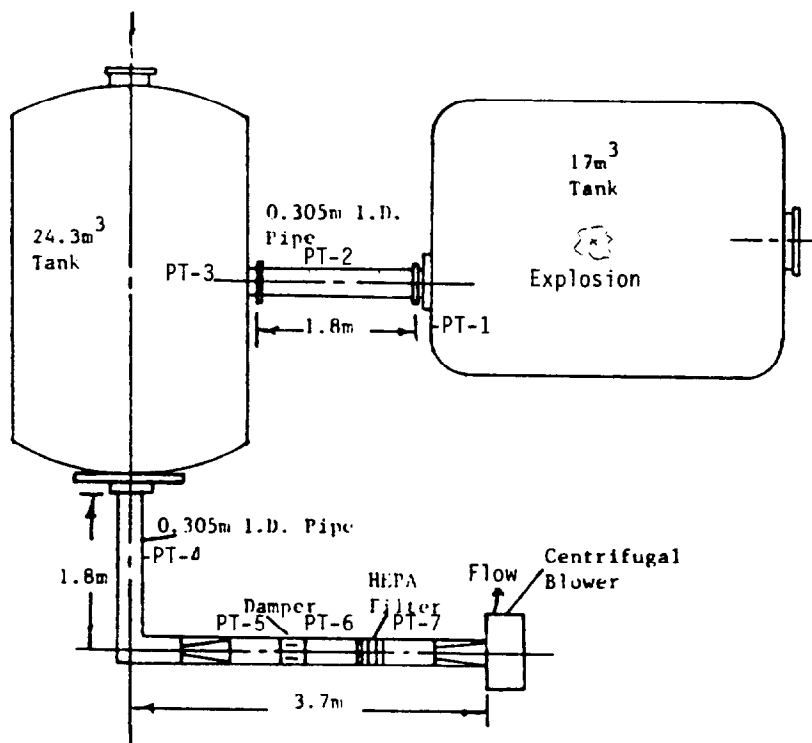 17m3
Tank
Explosion
0.305m I.D.
Pipe
PT-2
24.3m3
Tank
PT-3
1.8m
PT-1
0.305m I.D. Pipe
PT-4
1.8m
Damper
HEPA
Filter
Flow
Centrifugal
Blower
PT-5
PT-6
PT-7
3.7m